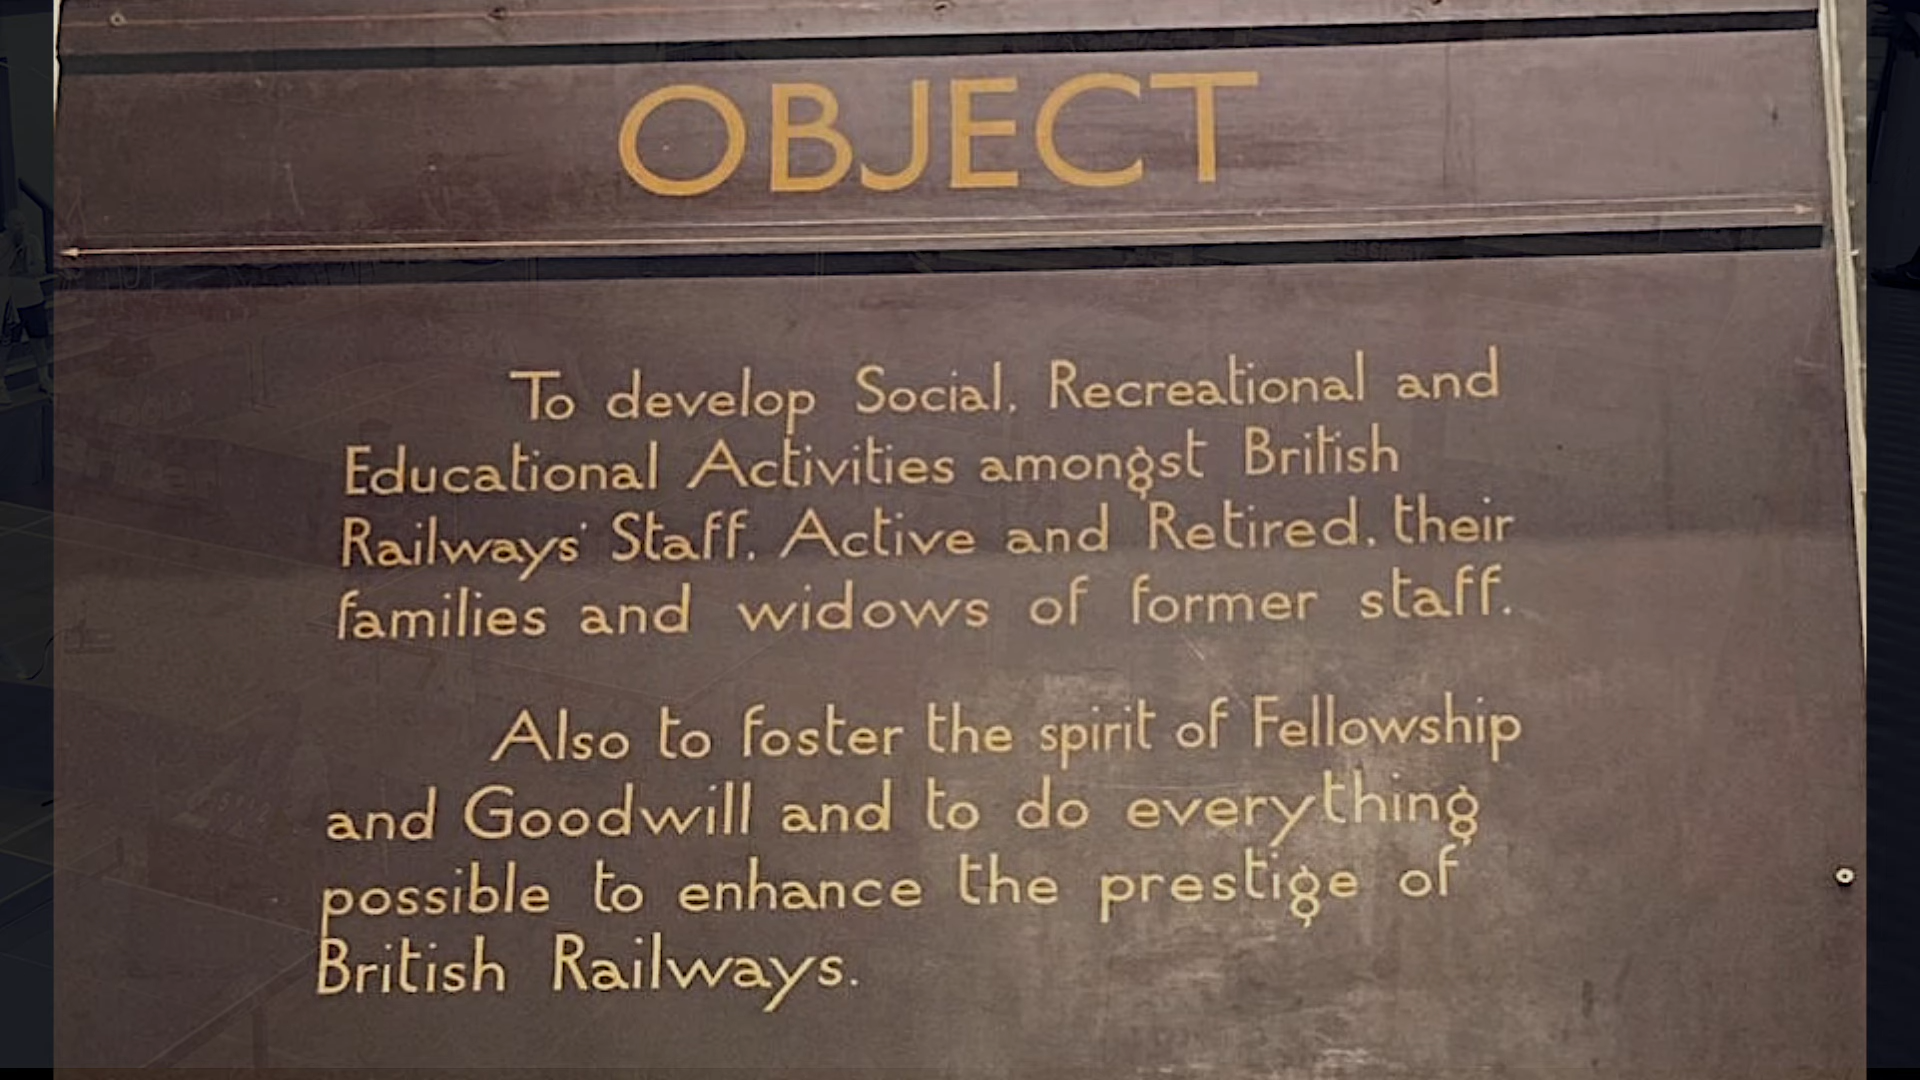 OBJECT
To develop Social, Recreational and
Educational Activities amongst British
Railways' Staff, Active and Retired, their
families and widows of former staff.
Also to foster the spirit of Fellowship
and Goodwill and to do everything
possible to enhance the prestige of
British Railways.